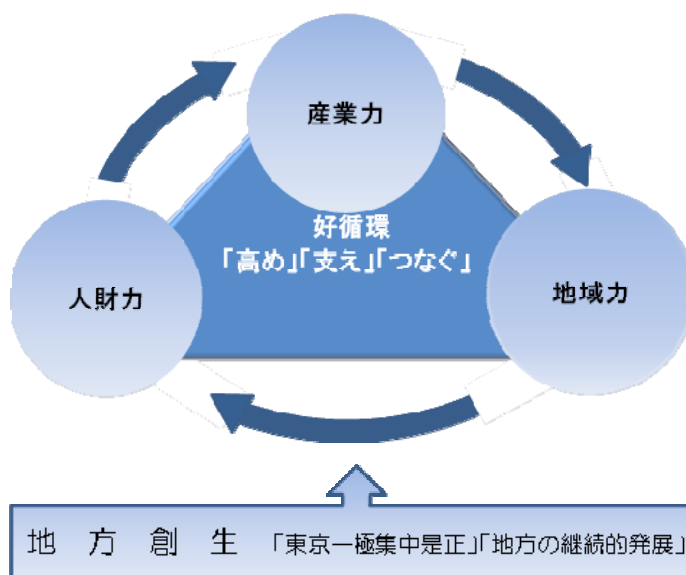 産業力
好循環
「高め」「支え」「つなぐ」
人財力
地域力
地方創生 「東京一極集中是正」「地方の継続的発展」